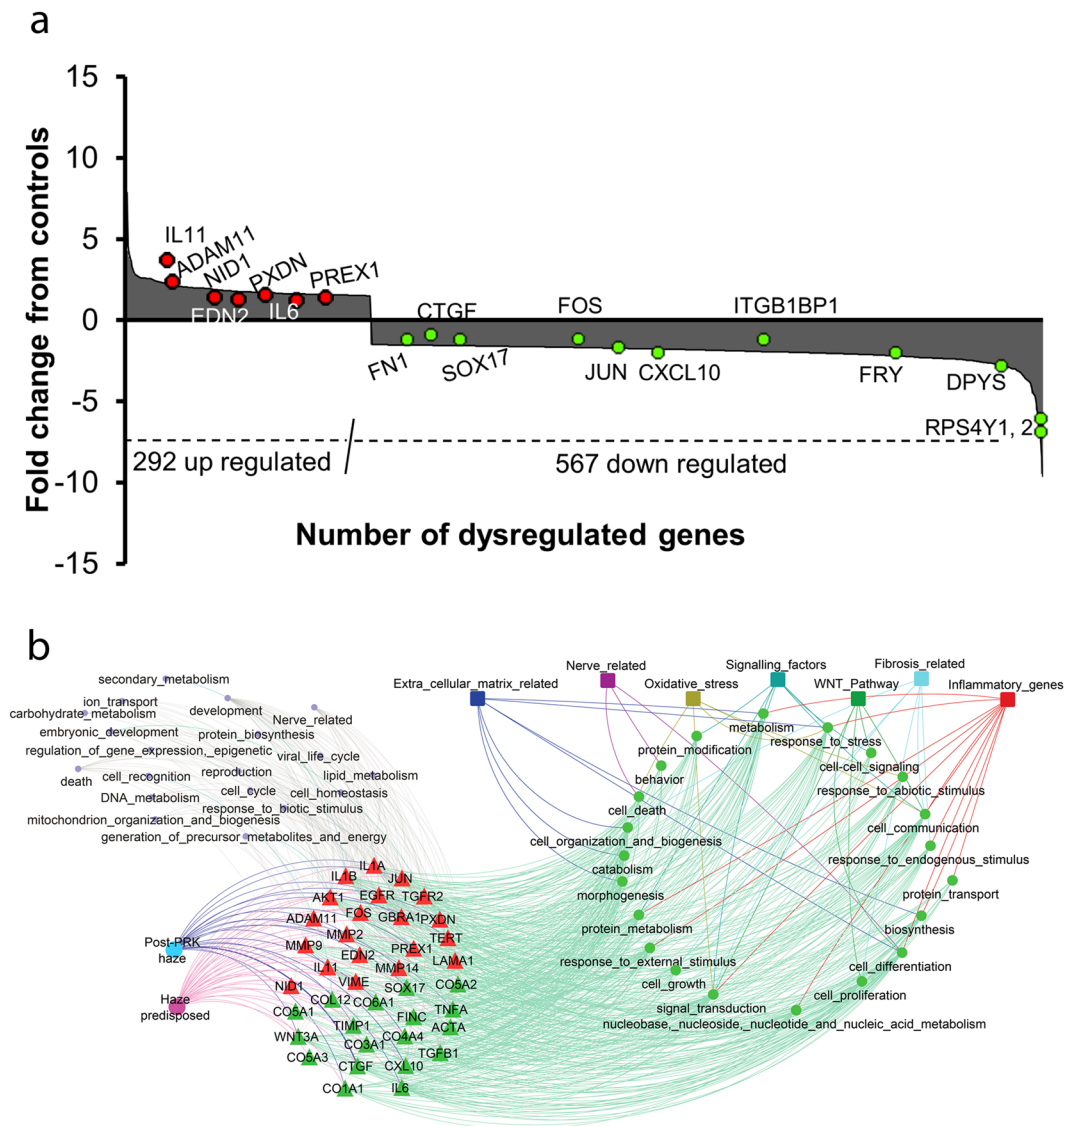 a
Fold change from controls
15
10
5
0
-5
-10
-15
IL11
ADAM11
NID1
PXDN
PREX1
EDN2
IL6
CTGF
FOS
ITGB1BP1
FN1
SOX17
JUN
CXCL10
FRY
DPYS
RPS4Y1, 2
292 up regulated
567 down regulated
Number of dysregulated genes
b
secondary_metabolism
ion_transport
development
carbohydrate_metabolism
Nerve_related
embryonic_development
protein_biosynthesis
regulation_of_gene_expression,_epigenetic
viral_life_cycle
death
cell_recognition
reproduction
lipid_metabolism
DNA_metabolism
cell_cycle
cell_homeostasis
response_to_biotic_stimulus
mitochondrion_organization_and_biogenesis
generation_of_precursor_metabolites_and_energy
Extra_cellular_matrix_related
Nerve_related
Oxidative_stress
Signalling_factors
WNT_Pathway
Fibrosis_related
Inflammatory_genes
metabolism
response_to_stress
protein_modification
cell-cell_signaling
behavior
response_to_abiotic_stimulus
cell_death
cell_communication
cell_organization_and_biogenesis
response_to_endogenous_stimulus
catabolism
protein_transport
morphogenesis
biosynthesis
protein_metabolism
cell_differentiation
response_to_external_stimulus
cell_proliferation
cell_growth
signal_transduction
nucleobase,_nucleoside,_nucleotide_and_nucleic_acid_metabolism
Post-PRK
haze
Haze
predisposed
IL1A
IL1B
JUN
AKT1
EGFR
TGFR2
ADAM11
FOS
GBRA1
PXDN
MMP2
TERT
MMP9
EDN2
PREX1
LAMA1
IL11
MMP14
NID1
VIME
SOX17
CO5A2
COL12
CO6A1
CO5A1
FINC
TNFA
TIMP1
ACTA
WNT3A
CO3A1
CO4A4
CO5A3
TGFB1
CTGF
CXL10
CO1A1
IL6